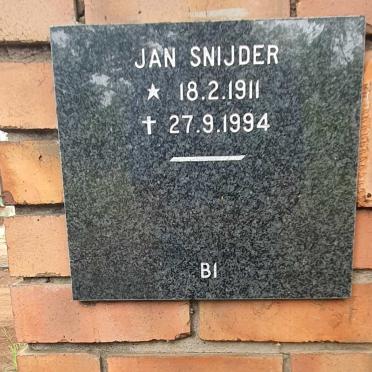 JAN SNIJDER
★ 18.2.1911
✝ 27.9.1994
B1